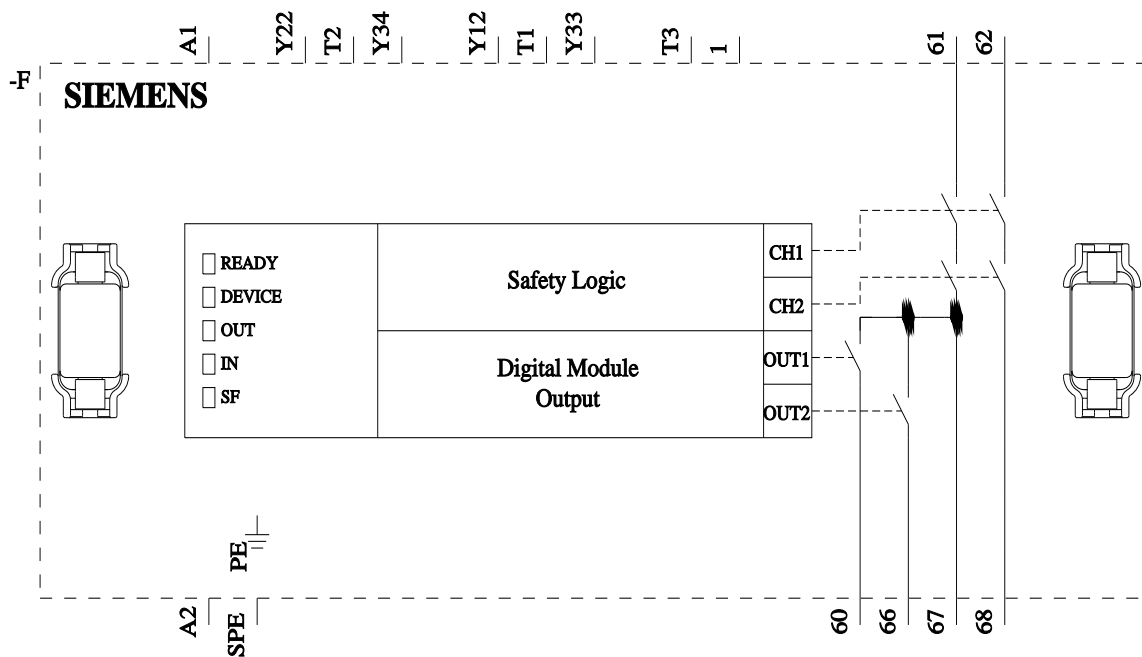 A1 Y22 T2 Y34 Y12 T1 Y33 T3 1 61 62
-F
SIEMENS
READY
DEVICE
OUT
IN
SF
Safety Logic
Digital Module
Output
CH1
CH2
OUT1
OUT2
PE
A2 SPE 60 66 67 68